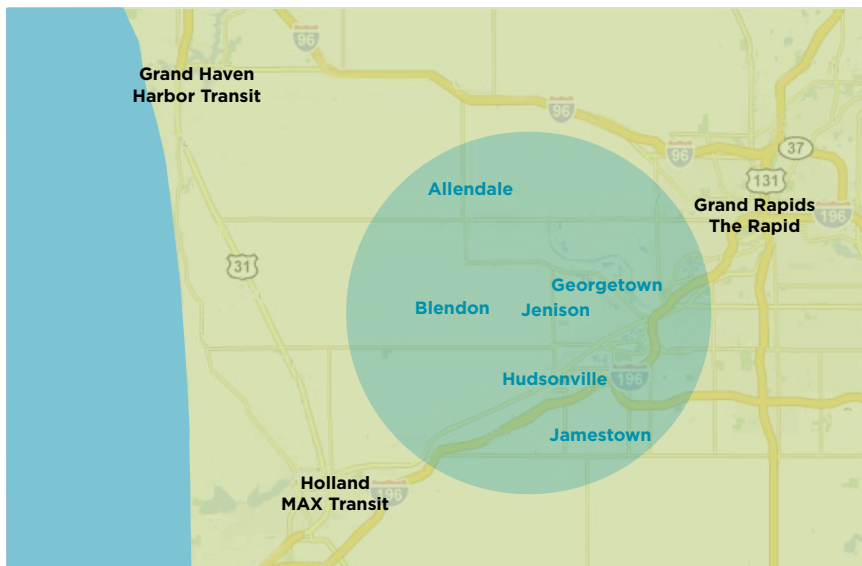 96
Grand Haven
Harbor Transit
96
96
37
131
Allendale
Grand Rapids
The Rapid
196
31
Georgetown
Blendon
Jenison
Hudsonville
196
Jamestown
Holland
MAX Transit
196